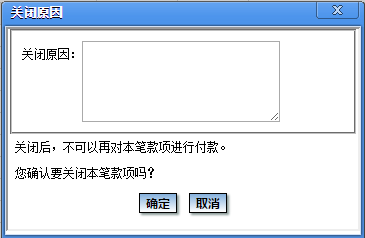 关闭原因
关闭原因：
关闭后，不可以再对本笔款项进行付款。
您确认要关闭本笔款项吗？
确定 取消